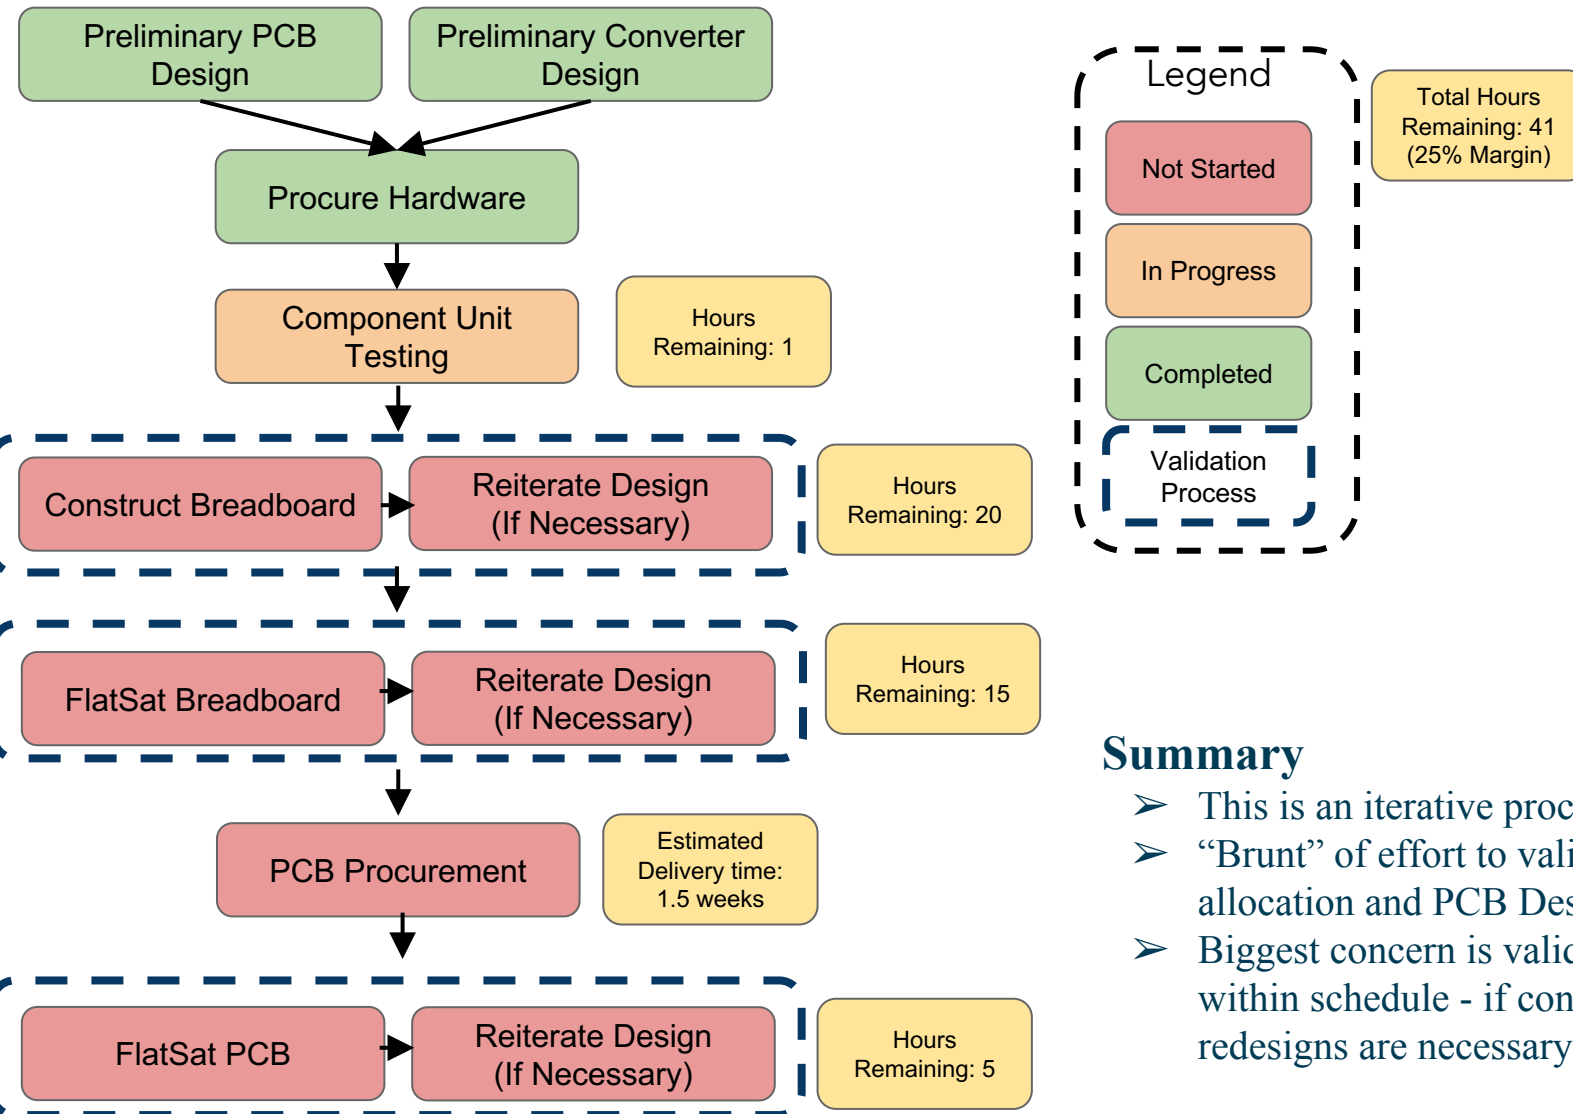 Preliminary PCB
Design
Preliminary Converter
Design
Procure Hardware
Component Unit
Testing
Hours
Remaining: 1
Construct Breadboard
Reiterate Design
(If Necessary)
Hours
Remaining: 20
FlatSat Breadboard
Reiterate Design
(If Necessary)
Hours
Remaining: 15
PCB Procurement
Estimated
Delivery time:
1.5 weeks
FlatSat PCB
Reiterate Design
(If Necessary)
Hours
Remaining: 5
Legend
Not Started
In Progress
Completed
Validation
Process
Total Hours
Remaining: 41
(25% Margin)
Summary
➢ This is an iterative proc
➢ “Brunt” of effort to vali
allocation and PCB Des
➢ Biggest concern is valid
within schedule - if con
redesigns are necessary